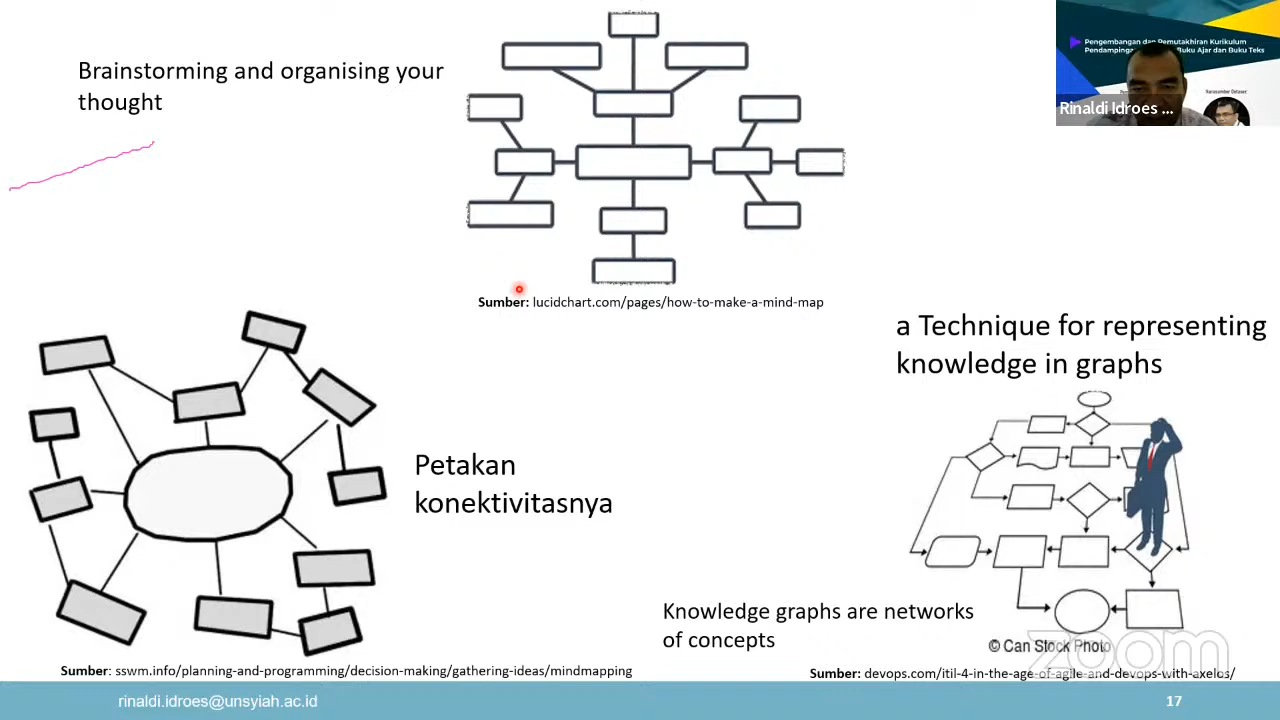 Brainstorming and organising your
thought
Pengembangan dan Pemutakhiran Kurikulum
Pendampingan Buku Ajar dan Buku Teks
Narasumber Detaser:
Rinaldi Idroes ...
Sumber: lucidchart.com/pages/how-to-make-a-mind-map
a Technique for representing
knowledge in graphs
Petakan
konektivitasnya
Knowledge graphs are networks
of concepts
© Can Stock Photo
zoom
Sumber: sswm.info/planning-and-programming/decision-making/gathering-ideas/mindmapping
Sumber: devops.com/itil-4-in-the-age-of-agile-and-devops-with-axelos/
rinaldi.idroes@unsyiah.ac.id
17